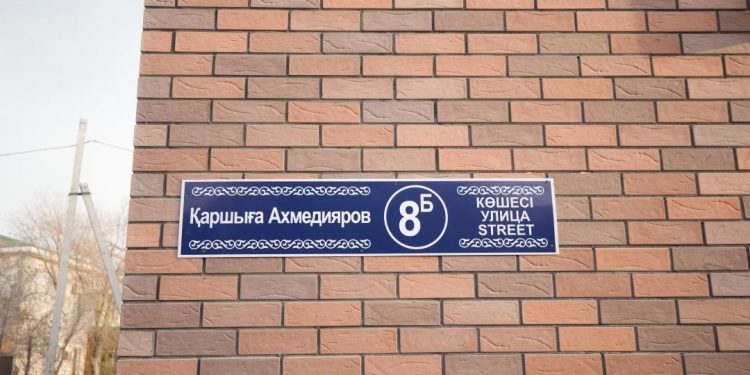 Қаршыға Ахмедияров
8Б
КӨШЕСІ
УЛИЦА
STREET